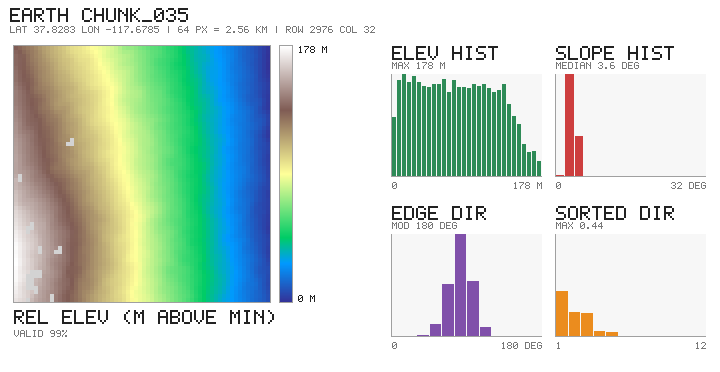 EARTH CHUNK_035
LAT 37.8283 LON -117.6785 | 64 PX = 2.56 KM | ROW 2976 COL 32
178 M
0 M
REL ELEV (M ABOVE MIN)
VALID 99%
ELEV HIST
MAX 178 M
0 178 M
SLOPE HIST
MEDIAN 3.6 DEG
0 32 DEG
EDGE DIR
MOD 180 DEG
0 180 DEG
SORTED DIR
MAX 0.44
1 12